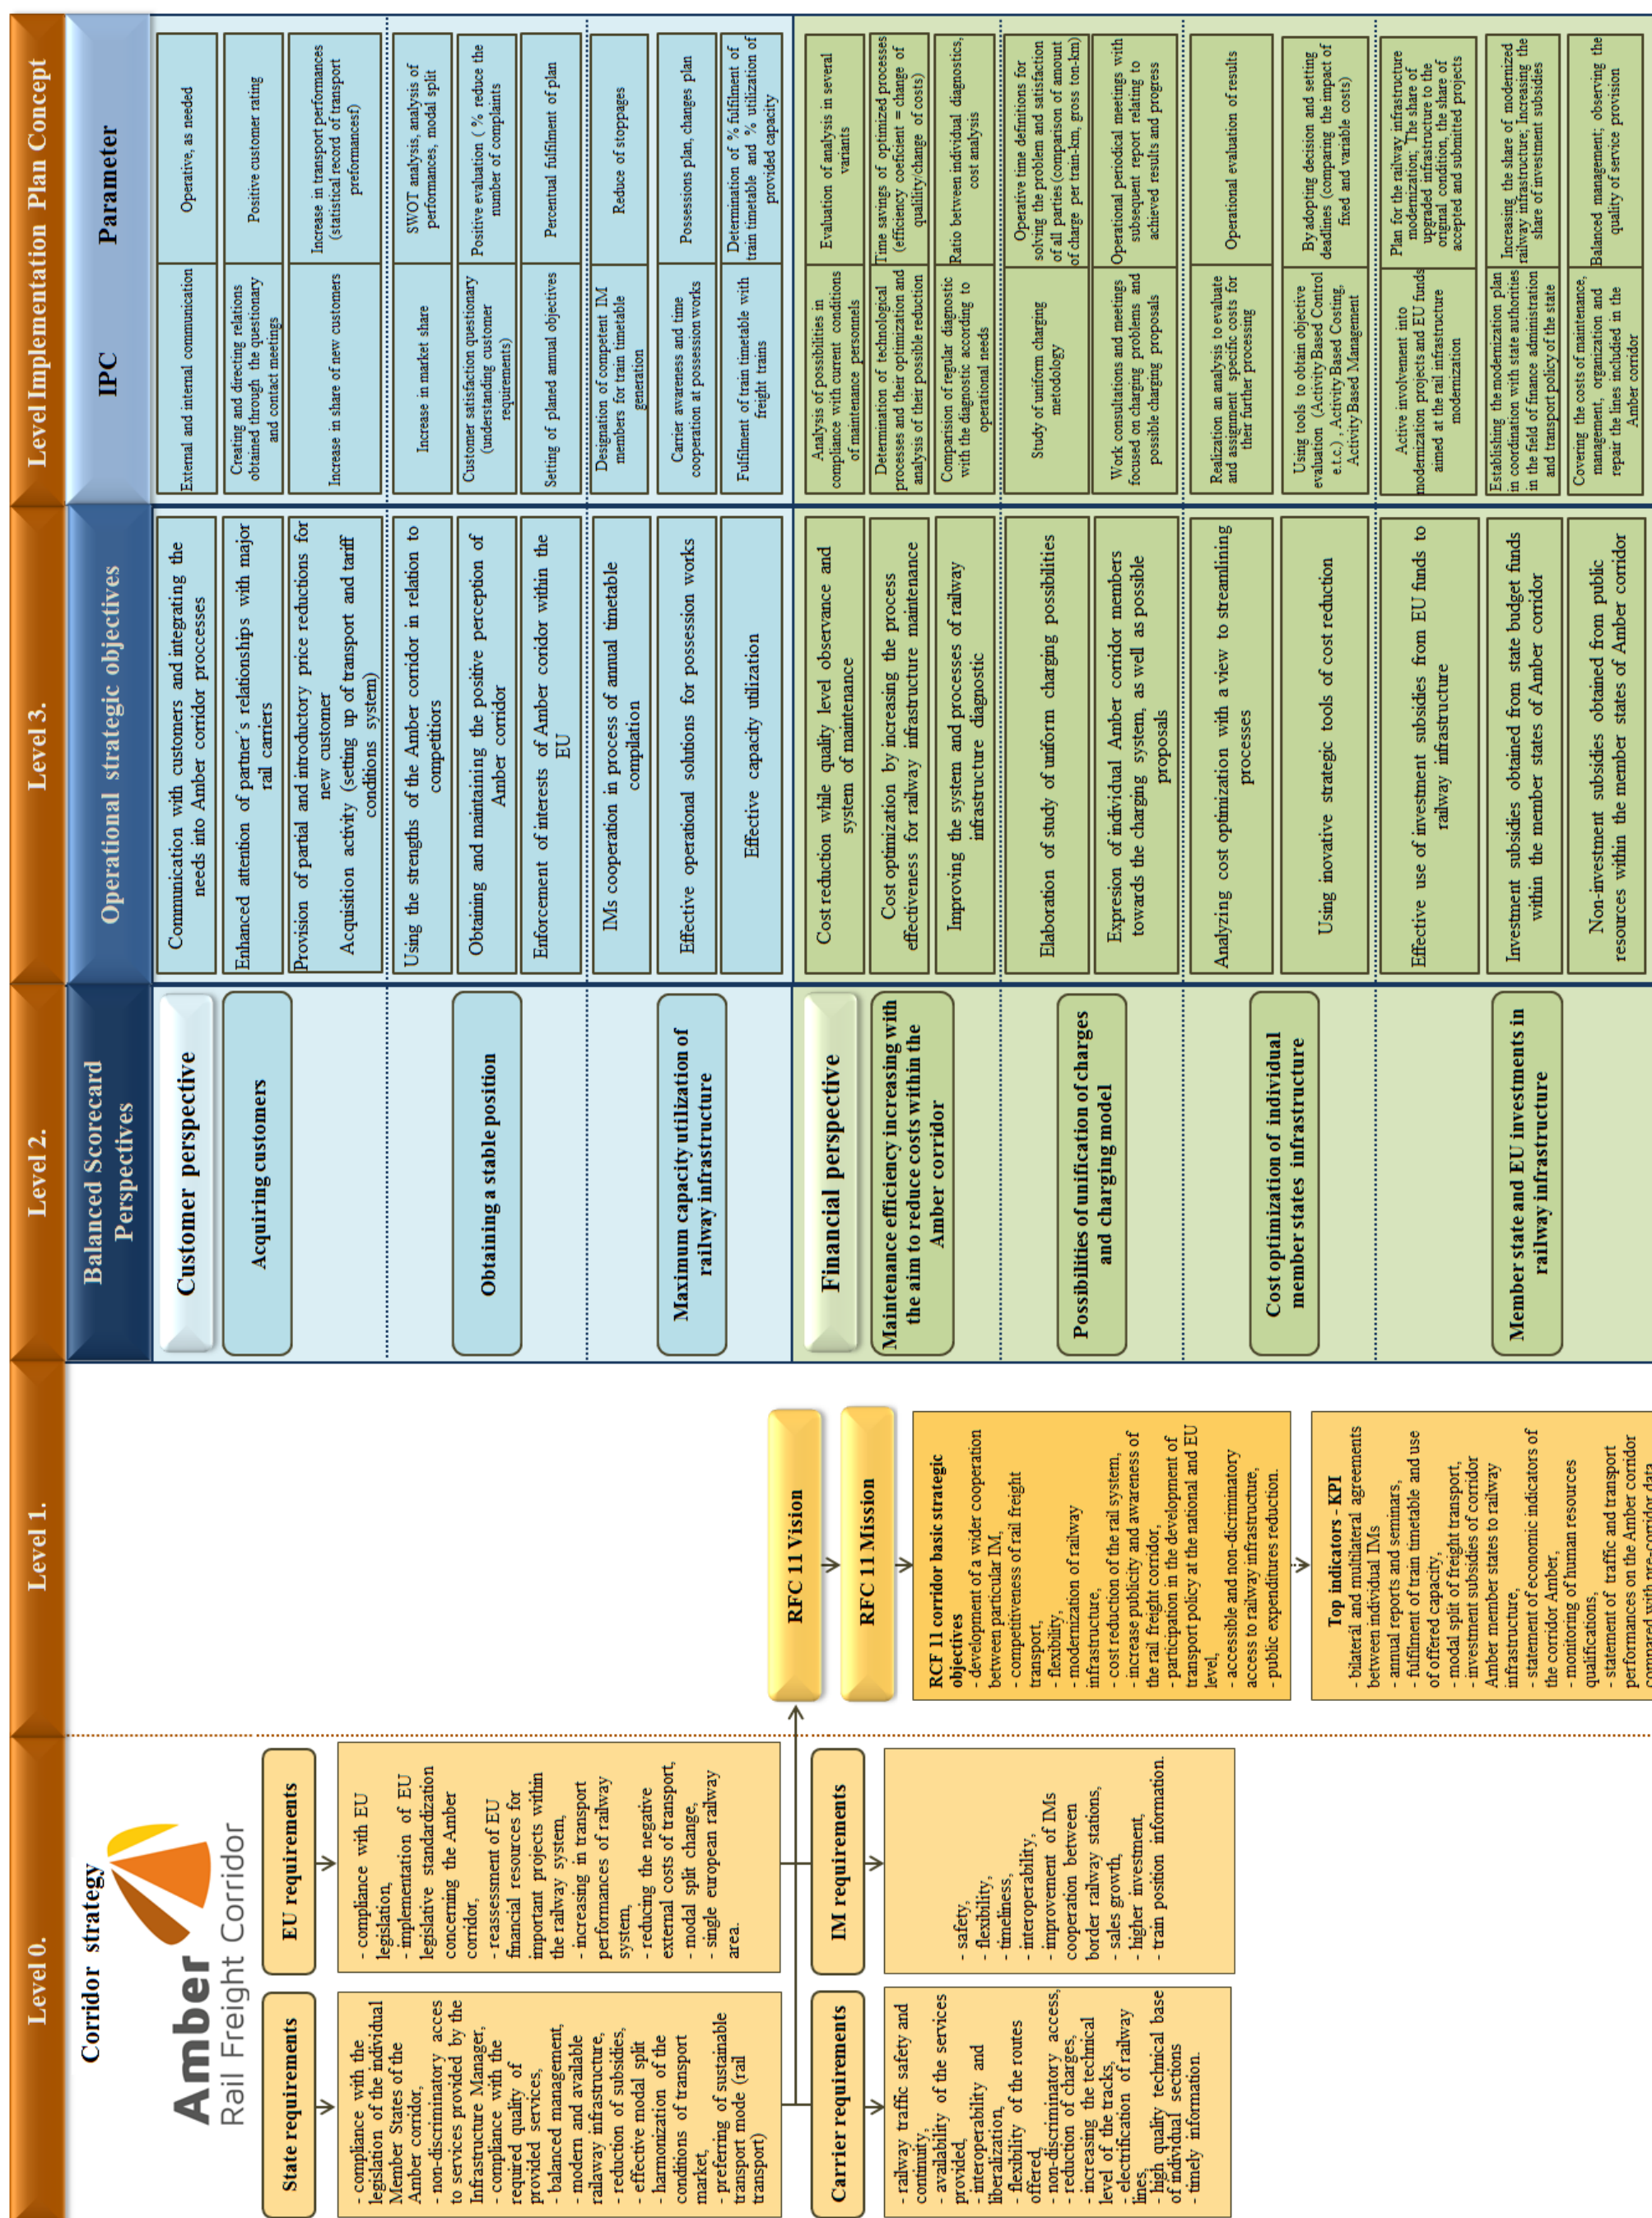 Level 0.
Level 1.
Level 2.
Level 3.
Level Implementation Plan Concept
Corridor strategy
Amber
Rail Freight Corridor
State requirements
- compliance with the
legislation of the individual
Member States of the
Amber corridor,
- non-discriminatory acces
to services provided by the
Infrastructure Manager,
- compliance with the
required quality of
provided services,
- balanced management,
- modern and available
railaway infrastructure,
- reduction of subsidies,
- effective modal split
- harmonization of the
conditions of transport
market,
- preferring of sustainable
transport mode (rail
transport)
EU requirements
- compliance with EU
legislation,
- implementation of EU
legislative standardization
concerning the Amber
corridor,
- reassessment of EU
financial resources for
important projects within
the railway system,
- increasing in transport
performances of railway
system,
- reducing the negative
external costs of transport,
- modal split change,
- single european railway
area.
Carrier requirements
- railway traffic safety and
continuity,
- availability of the services
provided,
- interoperability and
liberalization,
- flexibility of the routes
offered,
- non-discriminatory access,
- reduction of charges,
- increasing the technical
level of the tracks,
- electrification of railway
lines,
- high quality technical base
of individual sections
- timely information.
IM requirements
- safety,
- flexibility,
- timeliness,
- interoperability,
- improvement of IMs
cooperation between
border railway stations,
- sales growth,
- higher investment,
- train position information.
RFC 11 Vision
RFC 11 Mission
RCF 11 corridor basic strategic
objectives
- development of a wider cooperation
between particular IM,
- competitiveness of rail freight
transport,
- flexibility,
- modernization of railway
infrastructure,
- cost reduction of the rail system,
- increase publicity and awareness of
the rail freight corridor,
- participation in the development of
transport policy at the national and EU
level,
- accessible and non-dicriminatory
access to railway infrastructure,
- public expenditures reduction.
Top indicators - KPI
- bilateral and multilateral agreements
between individual IMs
- annual reports and seminars,
- fulfilment of train timetable and use
of offered capacity,
- modal split of freight transport,
- investment subsidies of corridor
Amber member states to railway
infrastructure,
- statement of economic indicators of
the corridor Amber,
- monitoring of human resources
qualifications,
- statement of traffic and transport
performances on the Amber corridor
compared with pre-corridor data
Balanced Scorecard
Perspectives
Operational strategic objectives
IPC
Parameter
Customer perspective
Acquiring customers
Communication with customers and integrating the
needs into Amber corridor processes
External and internal communication
Operative, as needed
Enhanced attention of partner´s relationships with major
rail carriers
Creating and directing relations
obtained through the questionary
and contact meetings
Positive customer rating
Provision of partial and introductory price reductions for
new customer
Acquisition activity (setting up of transport and tariff
conditions system)
Increase in share of new customers
Increase in transport performances
(statistical record of transport
preformancesf)
Obtaining a stable position
Using the strengths of the Amber corridor in relation to
competitiors
Increase in market share
SWOT analysis, analysis of
performances, modal split
Obtaining and maintaining the positive perception of
Amber corridor
Customer satisfaction questionary
(understanding customer
requirements)
Positive evaluation ( % reduce the
number of complaints
Enforcement of interests of Amber coridor within the
EU
Setting of planed annual objectives
Percentual fulfilment of plan
Maximum capacity utilization of
railway infrastructure
IMs cooperation in process of annual timetable
compilation
Designation of competent IM
members for train timetable
generation
Reduce of stoppages
Effective operational solutions for possession works
Carrier awareness and time
cooperation at possession works
Possessions plan, changes plan
Effective capacity utilization
Fulfilment of train timetable with
freight trains
Determination of % fulfilment of
train timetable and % utilization of
provided capacity
Financial perspective
Maintenance efficiency increasing with
the aim to reduce costs within the
Amber corridor
Cost reduction while quality level observance and
system of maintenance
Analysis of possibilities in
compliance with current conditions
of maintenance personnels
Evaluation of analysis in several
variants
Cost optimization by increasing the process
effectiveness for railway infrastructure maintenance
Determination of technological
processes and their optimization and
analysis of their possible reduction
Time savings of optimized processes
(efficiency coeficient = change of
qualitity/change of costs)
Improving the system and processes of railway
infrastructure diagnostic
Comparision of regular diagnostic
with the diagnostic according to
operational needs
Ratio between individual diagnostics,
cost analysis
Possibilities of unification of charges
and charging model
Elaboration of study of uniform charging possibilities
Study of uniform charging
metodology
Operative time definitions for
solving the problem and satisfaction
of all parties (comparison of amount
of charge per train-km, gross ton-km)
Expresion of individual Amber corridor members
towards the charging system, as well as possible
proposals
Work consultations and meetings
focused on charging problems and
possible charging proposals
Operational periodical meetings with
subsequent report relating to
achieved results and progress
Cost optimization of individual
member states infrastructure
Analyzing cost optimization with a view to streamlining
processes
Realization an analysis to evaluate
and assignment specific costs for
their further processing
Operational evaluation of results
Using inovative strategic tools of cost reduction
Using tools to obtain objective
evaluation (Activity Based Control
e.t.c.) , Activity Based Costing,
Activity Based Management
By adopting decision and setting
deadlines (comparing the impact of
fixed and variable costs)
Member state and EU investments in
railway infrastructure
Effective use of investment subsidies from EU funds to
railway infrastructure
Active involvement into
modernization projects and EU funds
aimed at the rail infrastructure
modernization
Plan for the railway infrastructure
modernization; The share of
upgraded infrastructure to the
original condition, the share of
accepted and submitted projects
Investment subsidies obtained from state budget funds
within the member states of Amber corridor
Establishing the modernization plan
in coordination with state authorities
in the field of finance administration
and transport policy of the state
Increasing the share of modernized
railway infrastructure; Increasing the
share of investment subsidies
Non-investment subsidies obtained from public
resources within the member states of Amber corridor
Covering the costs of maintenance,
management, organization and
repair the lines included in the
Amber corridor
Balanced management; observing the
quality of service provision